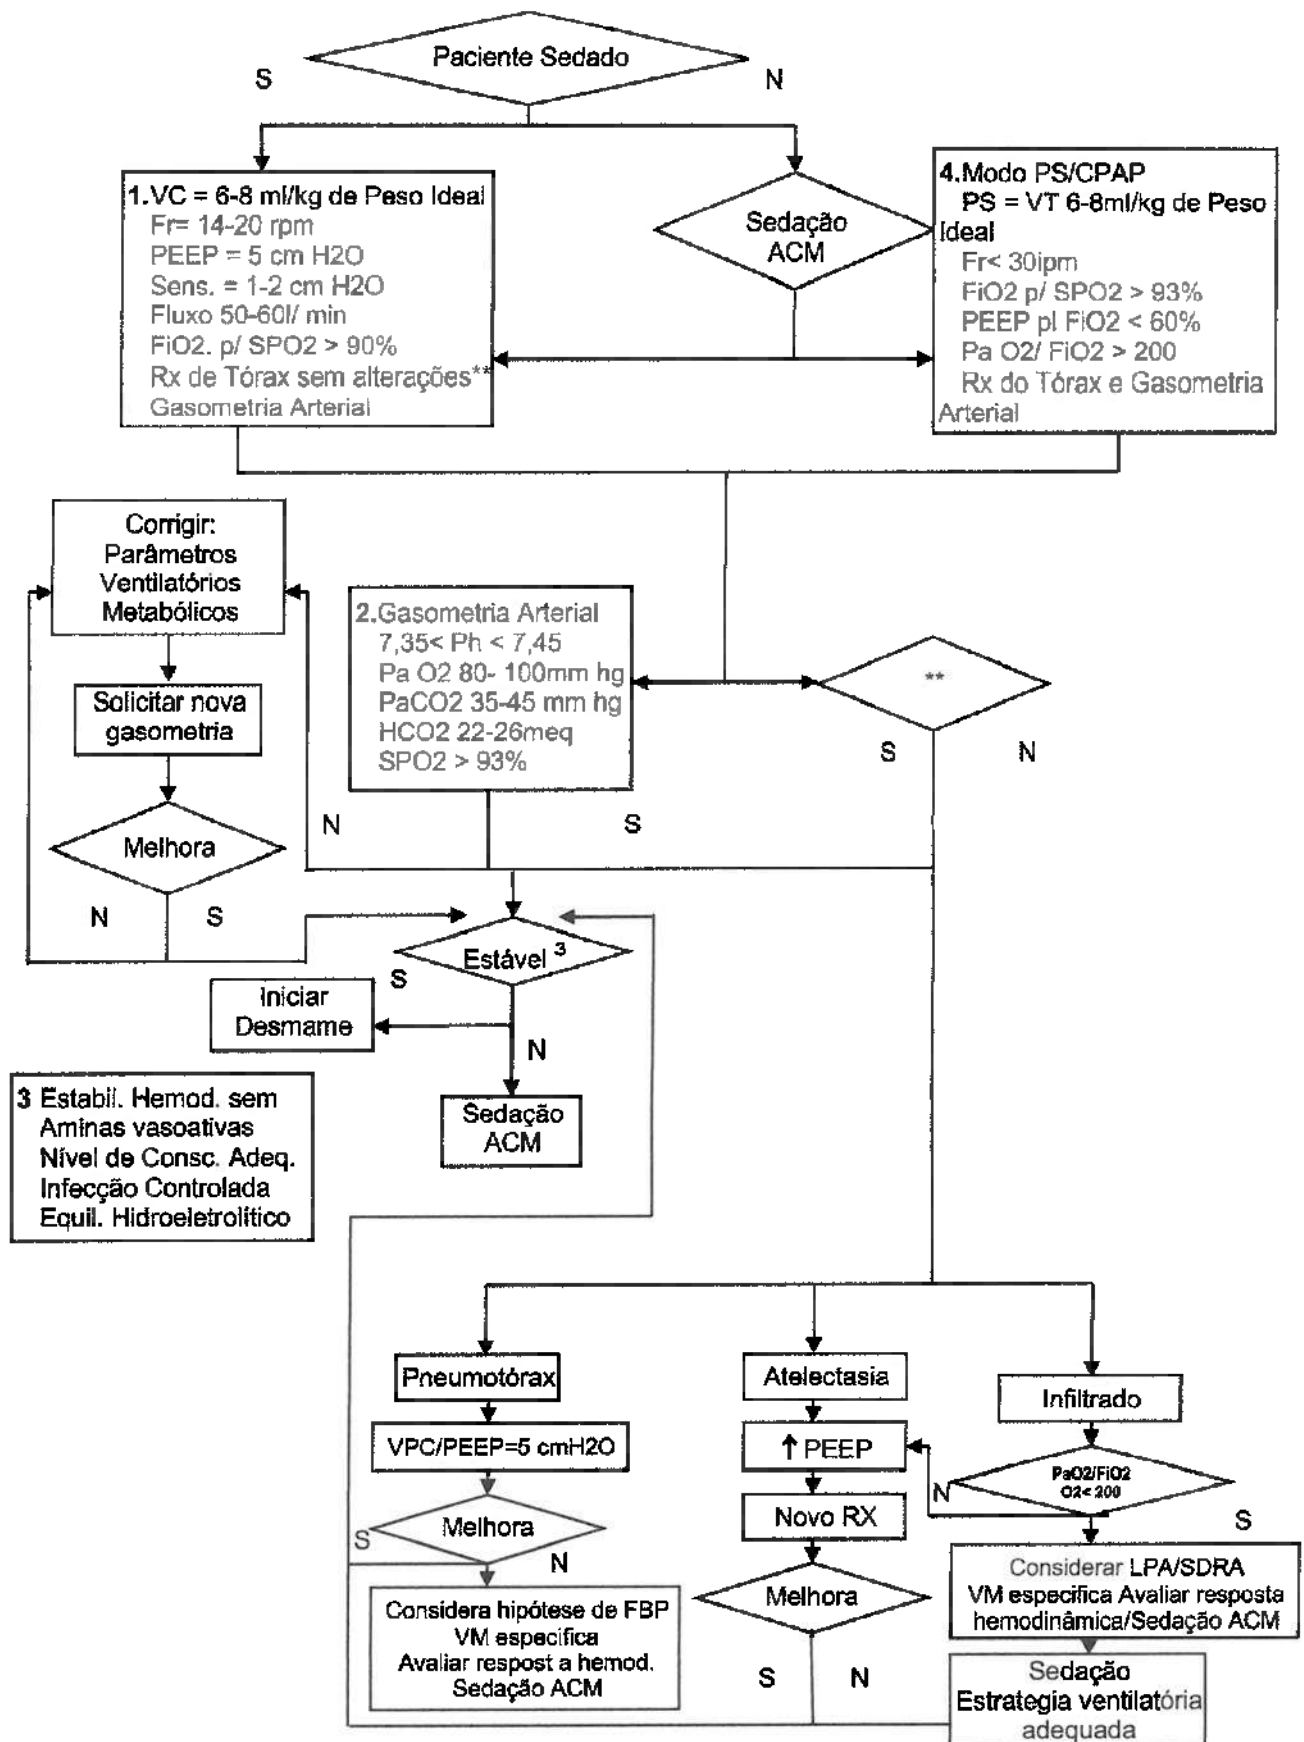 Paciente Sedado
S
N
1.VC = 6-8 ml/kg de Peso Ideal
Fr= 14-20 rpm
PEEP = 5 cm H2O
Sens. = 1-2 cm H2O
Fluxo 50-60l/ min
FiO2. p/ SPO2 > 90%
Rx de Tórax sem alterações**
Gasometria Arterial
Sedação
ACM
4.Modo PS/CPAP
PS = VT 6-8ml/kg de Peso
Ideal
Fr< 30ipm
FiO2 p/ SPO2 > 93%
PEEP pl FiO2 < 60%
Pa O2/ FiO2 > 200
Rx do Tórax e Gasometria
Arterial
Corrigir:
Parâmetros
Ventilatórios
Metabólicos
Solicitar nova
gasometria
Melhora
N
S
2.Gasometria Arterial
7,35< Ph < 7,45
Pa O2 80- 100mm hg
PaCO2 35-45 mm hg
HCO2 22-26meq
SPO2 > 93%
**
S
N
N
S
Estável 3
S
N
Iniciar
Desmame
Sedação
ACM
3 Estabil. Hemod. sem
Aminas vasoativas
Nível de Consc. Adeq.
Infecção Controlada
Equil. Hidroeletrolítico
Pneumotórax
VPC/PEEP=5 cmH2O
Melhora
S
N
Considera hipótese de FBP
VM especifica
Avaliar respost a hemod.
Sedação ACM
Atelectasia
↑ PEEP
Novo RX
Melhora
S
N
Infiltrado
PaO2/FiO2
O2< 200
N
S
Considerar LPA/SDRA
VM especifica Avaliar resposta
hemodinâmica/Sedação ACM
Sedação
Estrategia ventilatória
adequada